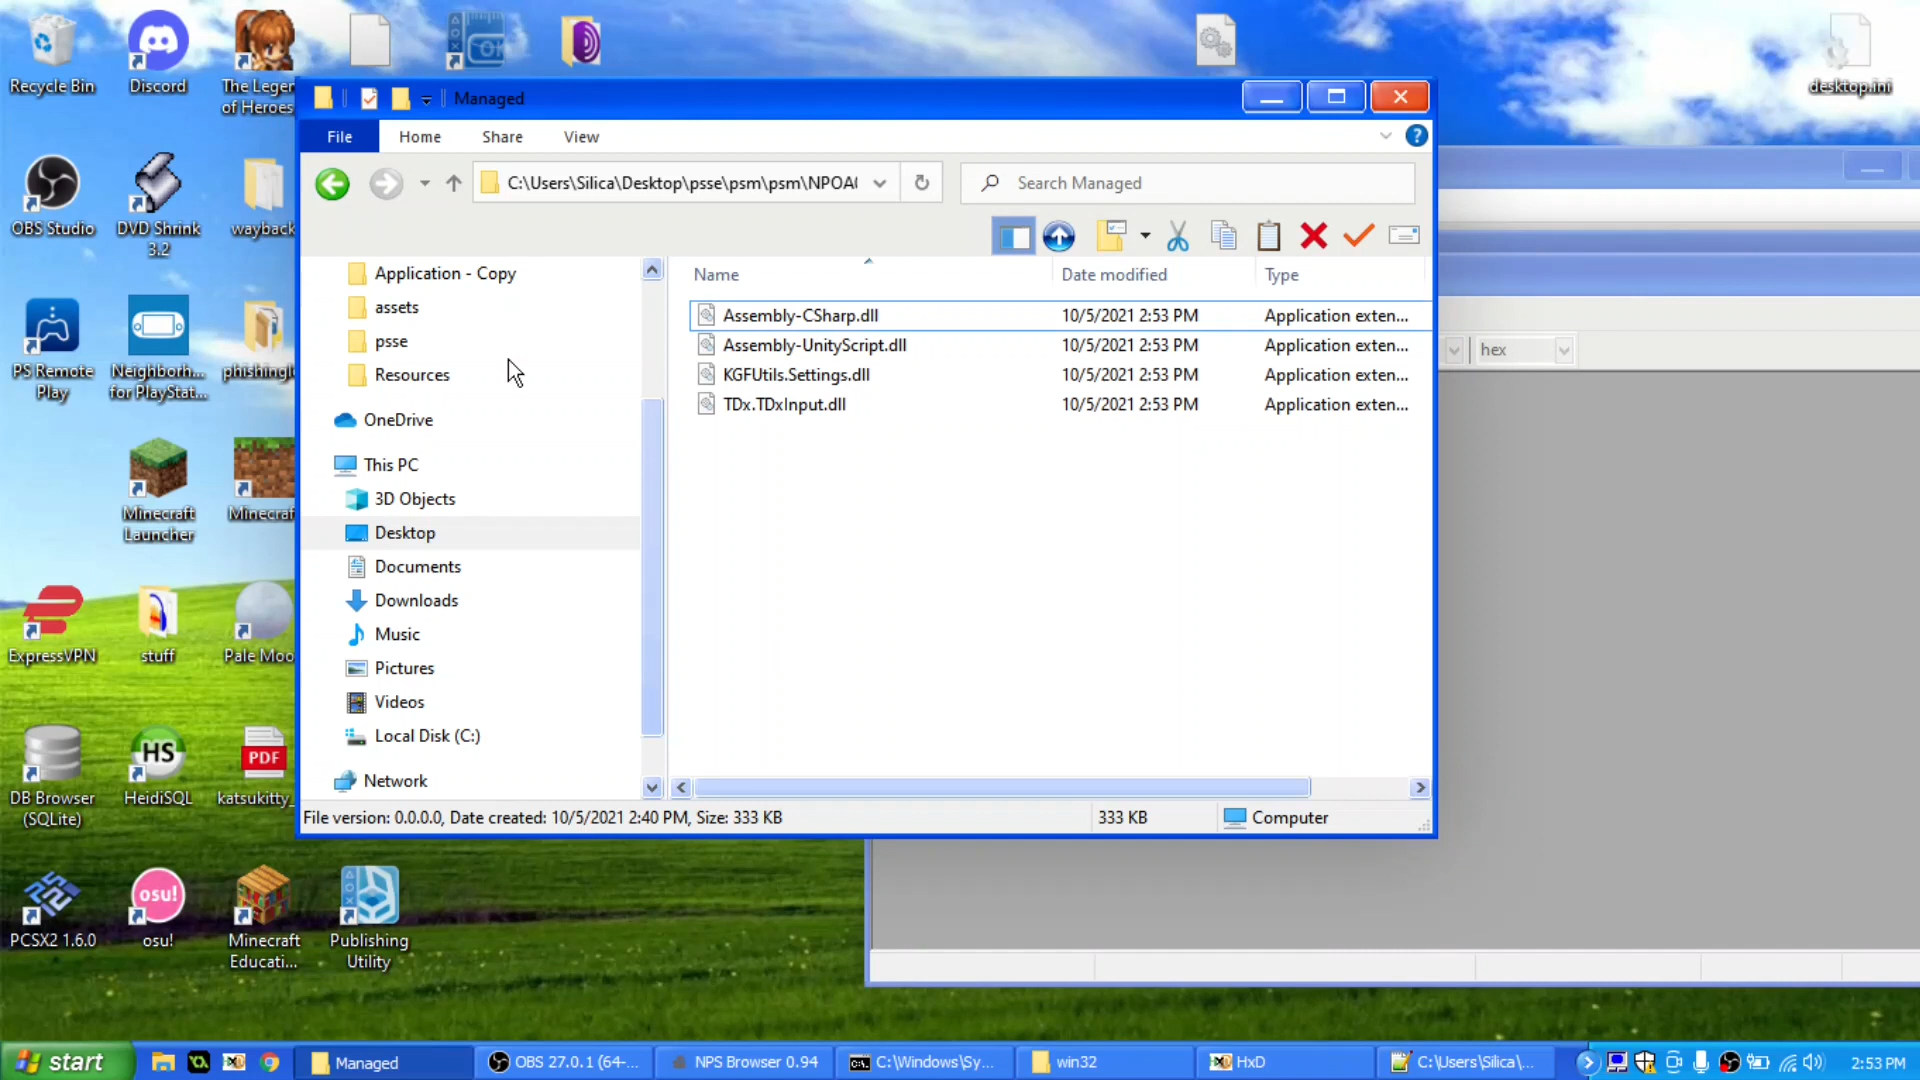 Recycle Bin
Discord
The Legen
of Heroes
desktop.ini
OBS Studio
DVD Shrink
3.2
wayback
PS Remote
Play
Neighborh...
for PlayStat...
phishingit
Minecraft
Launcher
Minecraf
ExpressVPN
stuff
Pale Moo
DB Browser
(SQLite)
HS
HeidiSQL
PDF
katsukitty_
PCSX2 1.6.0
osu!
osu!
Minecraft
Educati...
Publishing
Utility
Managed
File
Home
Share
View
?
C:\Users\Silica\Desktop\psse\psm\psm\NPOA(
Search Managed
Application - Copy
assets
psse
Resources
OneDrive
This PC
3D Objects
Desktop
Documents
Downloads
Music
Pictures
Videos
Local Disk (C:)
Network
Name
Date modified
Type
Assembly-CSharp.dll
10/5/2021 2:53 PM
Application exten...
Assembly-UnityScript.dll
10/5/2021 2:53 PM
Application exten...
KGFUtils.Settings.dll
10/5/2021 2:53 PM
Application exten...
TDx.TDxInput.dll
10/5/2021 2:53 PM
Application exten...
File version: 0.0.0.0, Date created: 10/5/2021 2:40 PM, Size: 333 KB
333 KB
Computer
hex
start
Managed
OBS 27.0.1 (64-...
NPS Browser 0.94
C:\Windows\Sy...
win32
HxD
C:\Users\Silica\...
2:53 PM